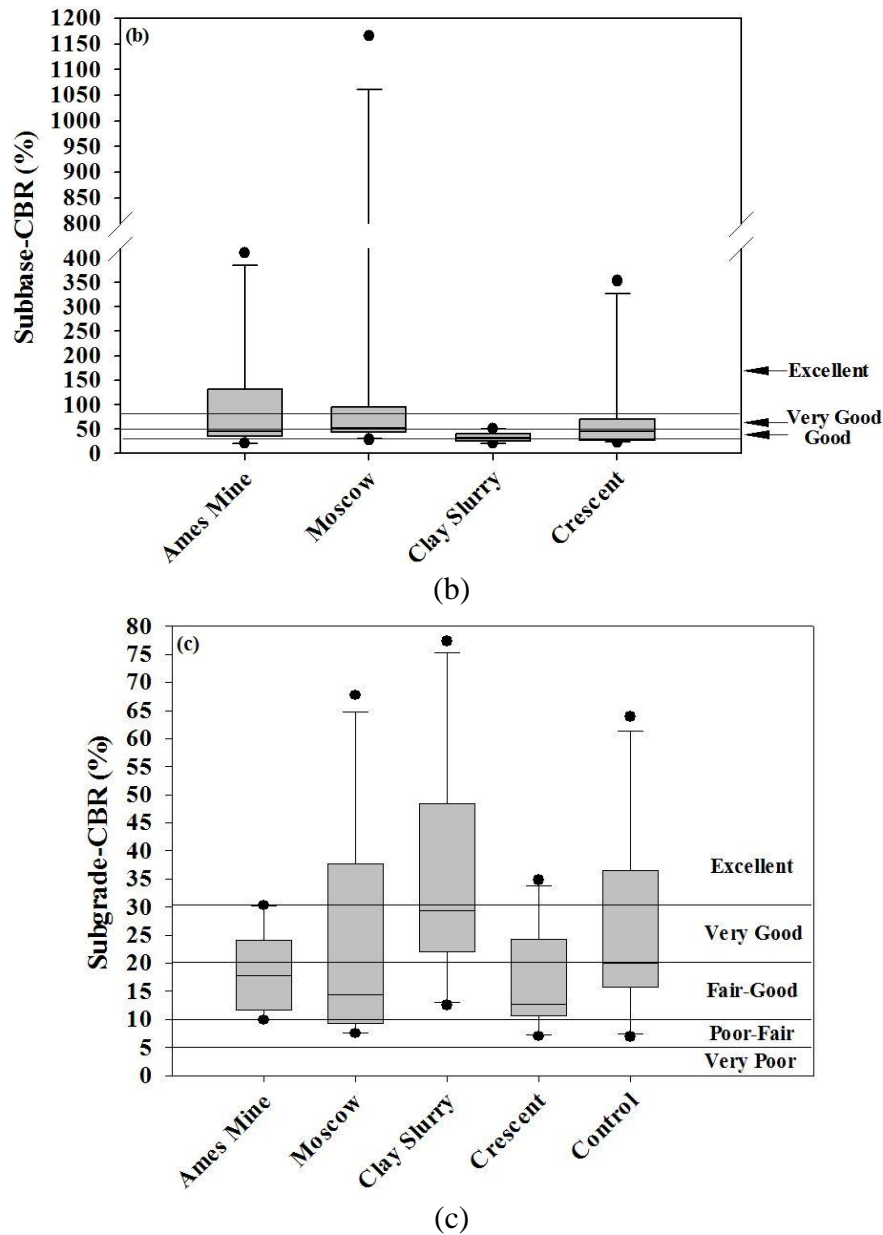 (b)
Subbase-CBR (%)
1200
1150
1100
1050
1000
950
900
850
800
400
350
300
250
200
150
100
50
0
Excellent
Very Good
Good
Ames Mine
Moscow
Clay Slurry
Crescent
(b)
(c)
Subgrade-CBR (%)
80
75
70
65
60
55
50
45
40
35
30
25
20
15
10
5
0
Excellent
Very Good
Fair-Good
Poor-Fair
Very Poor
Ames Mine
Moscow
Clay Slurry
Crescent
Control
(c)